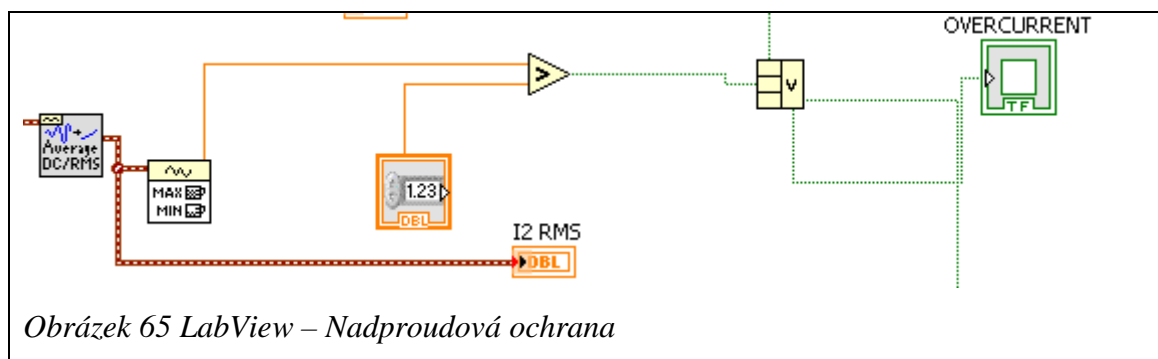 OVERCURRENT
>
V
TF
Average
DC/RMS
MAX
MIN
1.23
DBL
I2 RMS
DBL
Obrázek 65 LabView – Nadproudová ochrana